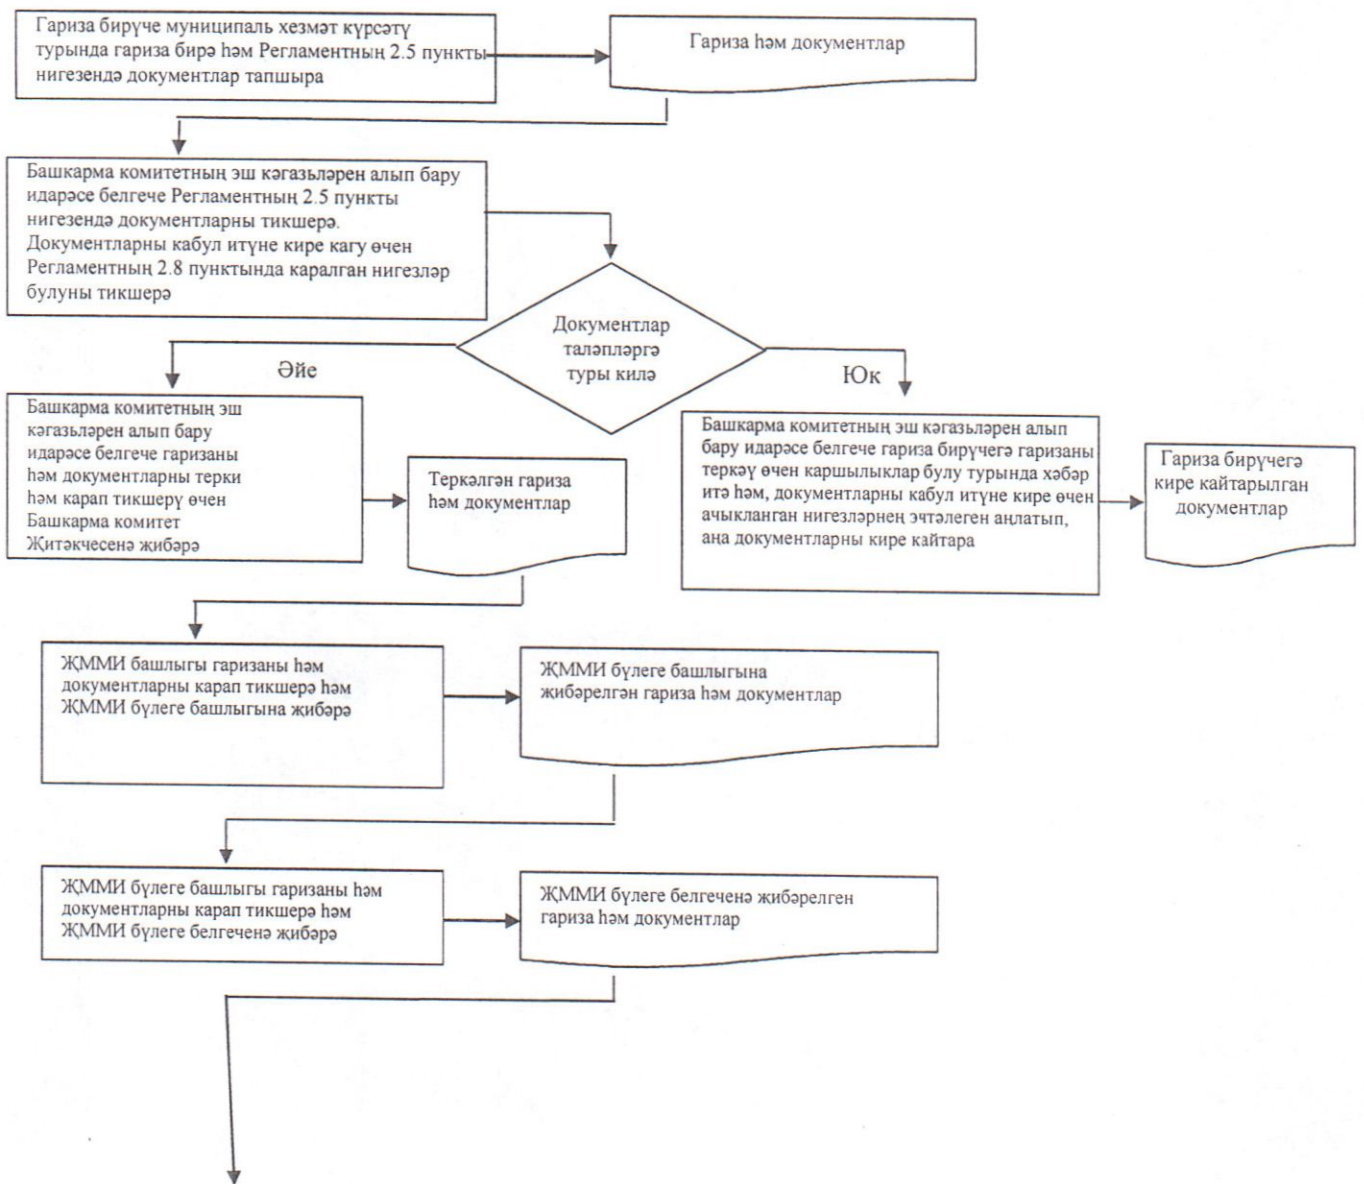 Гариза бирүче муниципаль хезмәт күрсәтү
турында гариза бирә һәм Регламентның 2.5 пункты
нигезендә документлар тапшыра
Гариза һәм документлар
Башкарма комитетның эш кәгазьләрен алып бару
идарәсе белгече Регламентның 2.5 пункты
нигезендә документларны тикшерә.
Документларны кабул итүне кире кагу өчен
Регламентның 2.8 пунктында каралган нигезләр
булуны тикшерә
Документлар
таләпләргә
туры килә
Әйе
Юк
Башкарма комитетның эш
кәгазьләрен алып бару
идарәсе белгече гаризаны
һәм документларны терки
һәм карап тикшерү өчен
Башкарма комитет
Җитәкчесенә җибәрә
Теркәлгән гариза
һәм документлар
Башкарма комитетның эш кәгазьләрен алып
бару идарәсе белгече гариза бирүчегә гаризаны
теркәү өчен каршылыклар булу турында хәбәр
итә һәм, документларны кабул итүне кире өчен
ачыкланган нигезләрнең эчтәлеген аңлатып,
аңа документларны кире кайтара
Гариза бирүчегә
кире кайтарылган
документлар
ҖММИ башлыгы гаризаны һәм
документларны карап тикшерә һәм
ҖММИ бүлеге башлыгына җибәрә
ҖММИ бүлеге башлыгына
җибәрелгән гариза һәм документлар
ҖММИ бүлеге башлыгы гаризаны һәм
документларны карап тикшерә һәм
ҖММИ бүлеге белгеченә җибәрә
ҖММИ бүлеге белгеченә җибәрелген
гариза һәм документлар